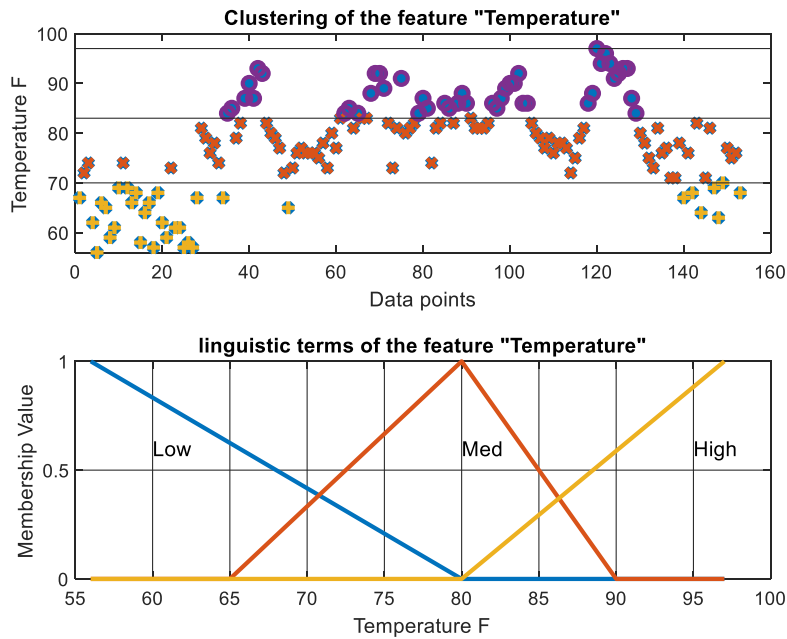 Clustering of the feature "Temperature"
100
90
80
70
60
Temperature F
0 20 40 60 80 100 120 140 160
Data points
linguistic terms of the feature "Temperature"
1
0.5
0
Membership Value
Low Med High
55 60 65 70 75 80 85 90 95 100
Temperature F